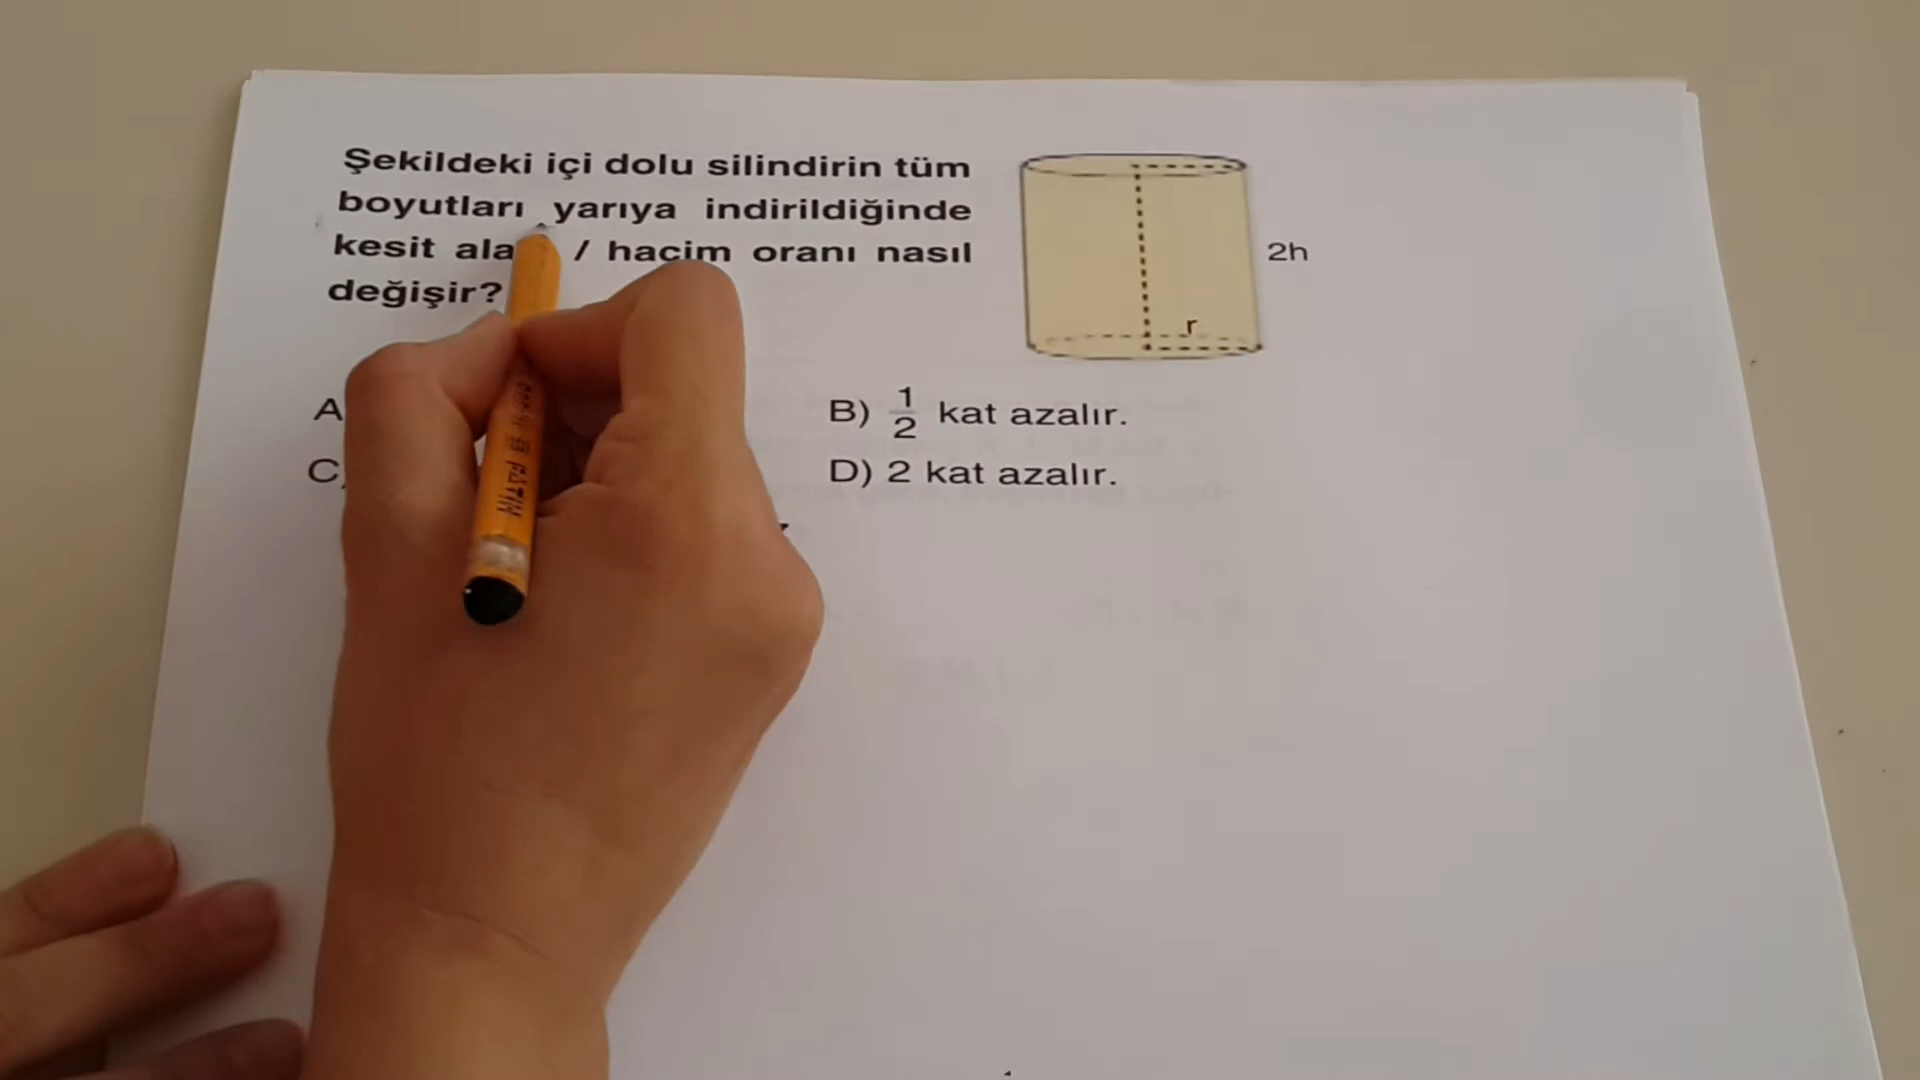 Şekildeki içi dolu silindirin tüm
boyutları yarıya indirildiğinde
kesit / hacim oranı nasıl
değişir?
2h
r
A
B) 1/2 kat azalır.
C)
D) 2 kat azalır.
FATIH